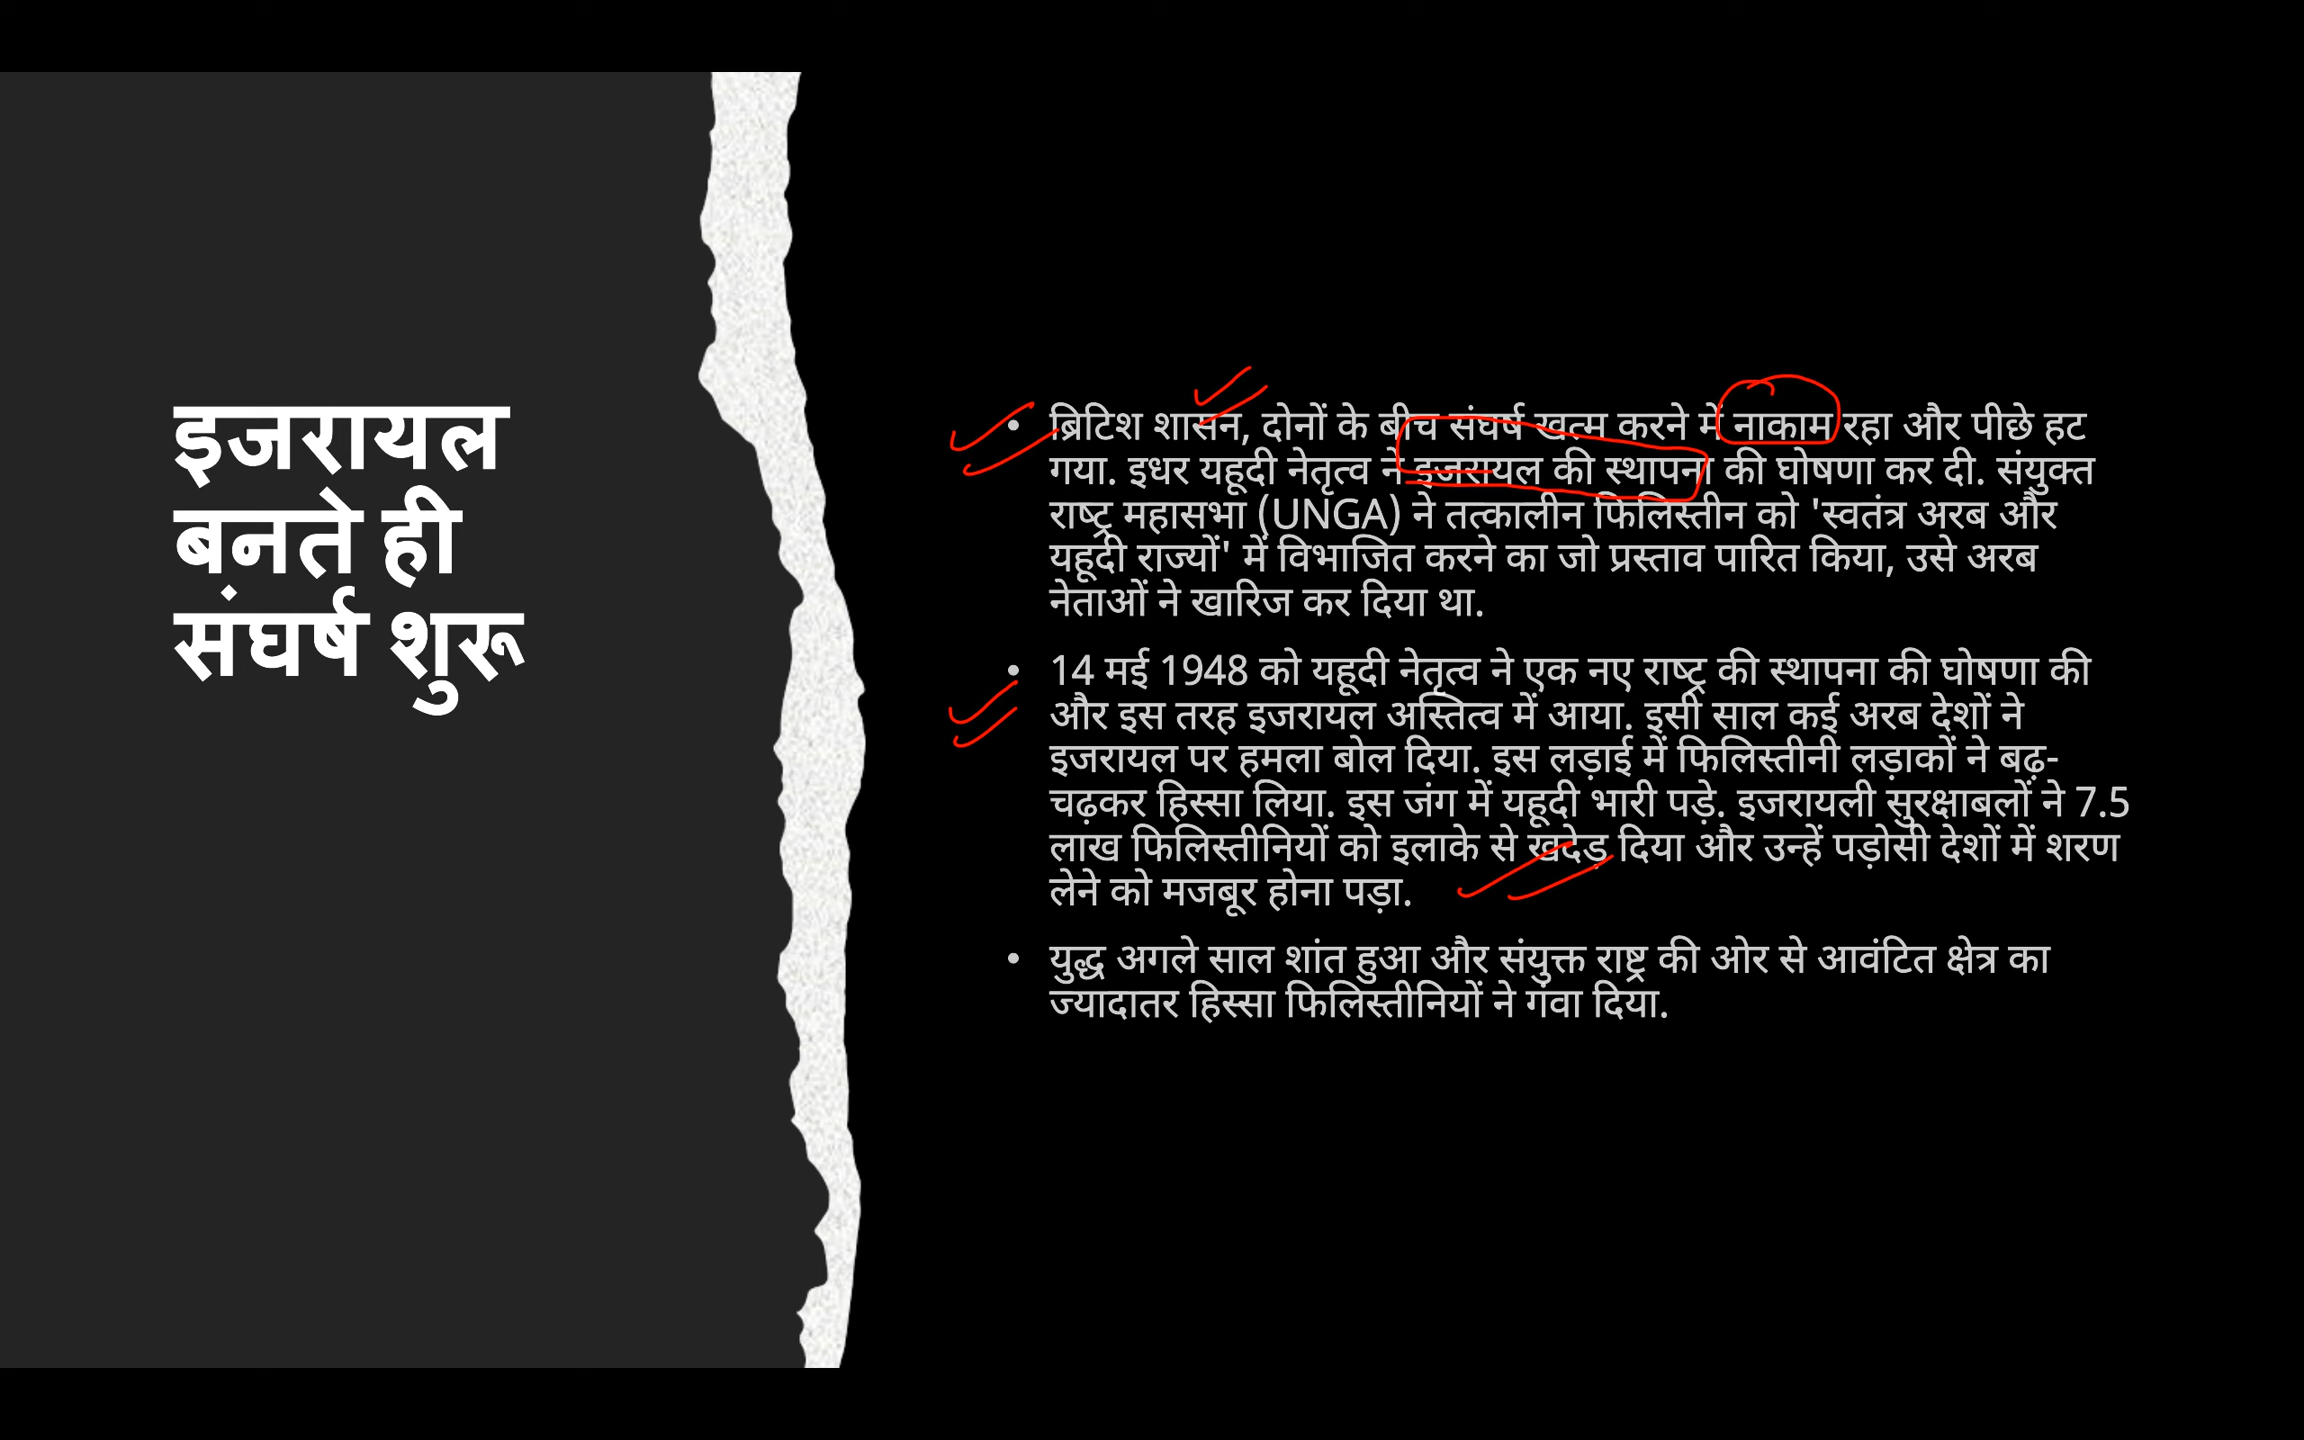 इजरायल
बनते ही
संघर्ष शुरू
• ब्रिटिश शासन, दोनों के बीच संघर्ष खत्म करने में नाकाम रहा और पीछे हट
गया. इधर यहूदी नेतृत्व ने इजरायल की स्थापना की घोषणा कर दी. संयुक्त
राष्ट्र महासभा (UNGA) ने तत्कालीन फिलिस्तीन को 'स्वतंत्र अरब और
यहूदी राज्यों' में विभाजित करने का जो प्रस्ताव पारित किया, उसे अरब
नेताओं ने खारिज कर दिया था.
• 14 मई 1948 को यहूदी नेतृत्व ने एक नए राष्ट्र की स्थापना की घोषणा की
और इस तरह इजरायल अस्तित्व में आया. इसी साल कई अरब देशों ने
इजरायल पर हमला बोल दिया. इस लड़ाई में फिलिस्तीनी लड़ाकों ने बढ़-
चढ़कर हिस्सा लिया. इस जंग में यहूदी भारी पड़े. इजरायली सुरक्षाबलों ने 7.5
लाख फिलिस्तीनियों को इलाके से खदेड़ दिया और उन्हें पड़ोसी देशों में शरण
लेने को मजबूर होना पड़ा.
• युद्ध अगले साल शांत हुआ और संयुक्त राष्ट्र की ओर से आवंटित क्षेत्र का
ज्यादातर हिस्सा फिलिस्तीनियों ने गंवा दिया.